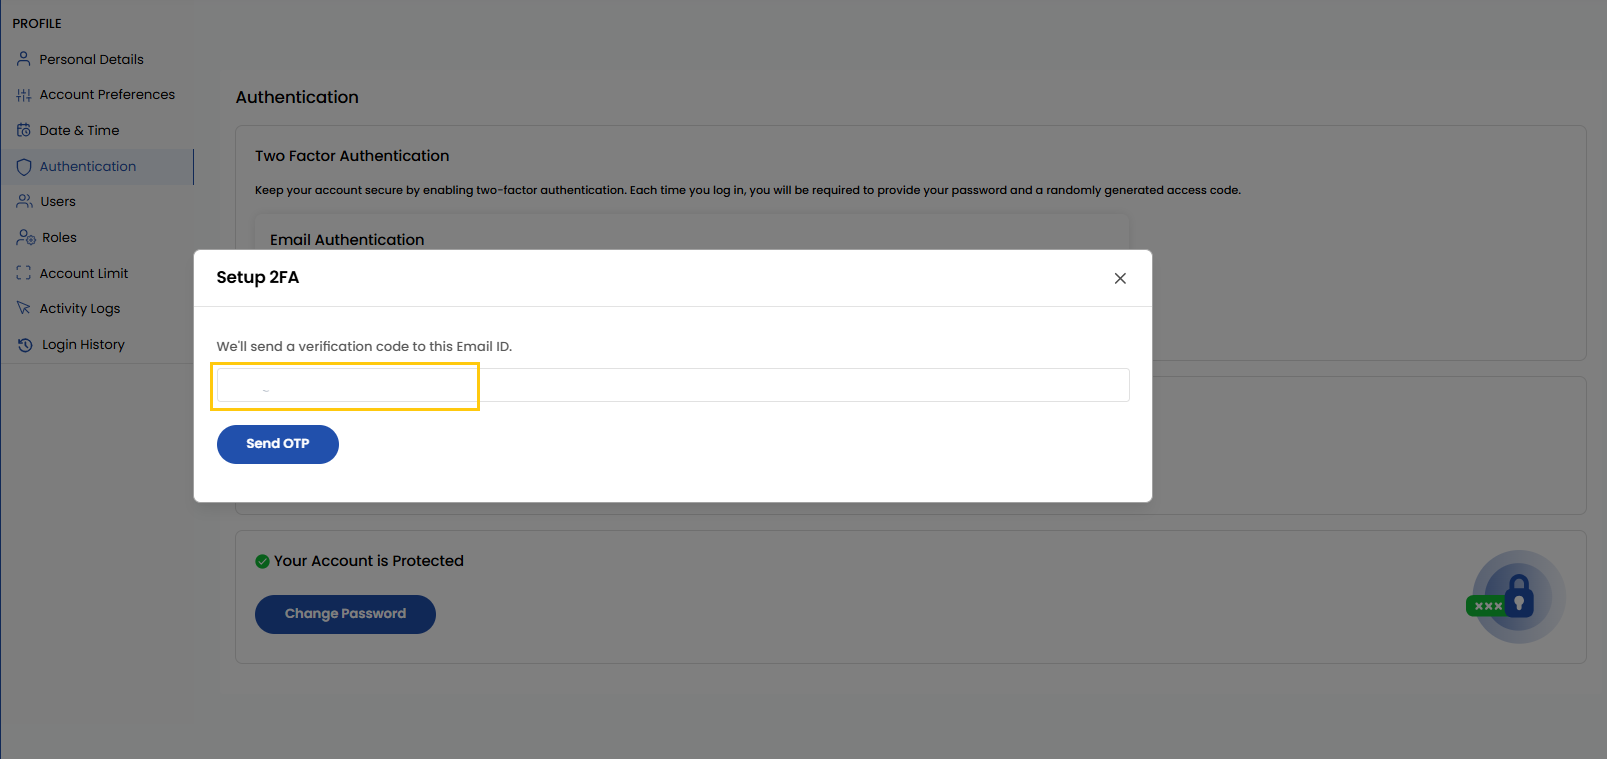 PROFILE
Personal Details
Account Preferences
Date & Time
Authentication
Users
Roles
Account Limit
Activity Logs
Login History
Authentication
Two Factor Authentication
Keep your account secure by enabling two-factor authentication. Each time you log in, you will be required to provide your password and a randomly generated access code.
Email Authentication
Setup 2FA
We'll send a verification code to this Email ID.
Send OTP
Your Account is Protected
Change Password
xxx